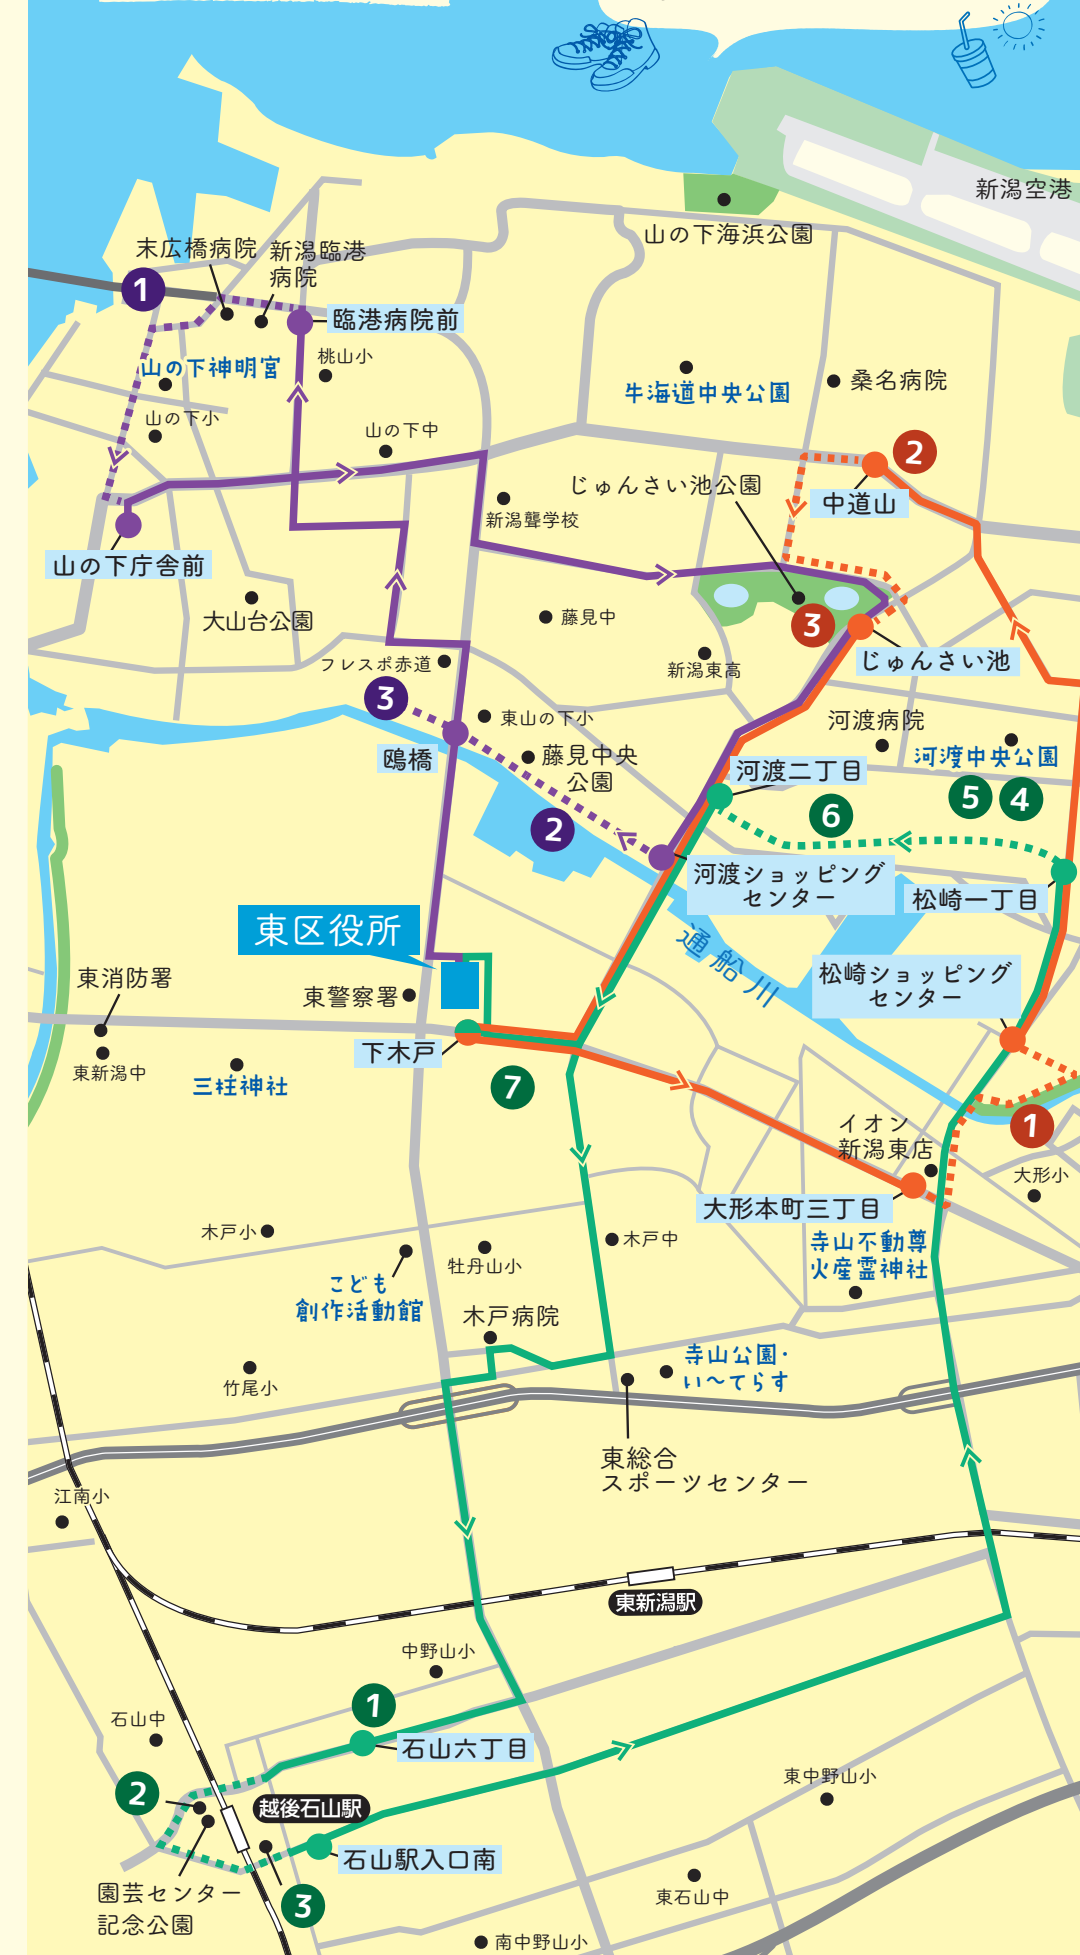 新潟空港
山の下海浜公園
末広橋病院
新潟臨港
病院
1
臨港病院前
桃山小
山の下神明宮
山の下小
山の下中
牛海道中央公園
桑名病院
2
中道山
じゅんさい池公園
新潟聾学校
山の下庁舎前
大山台公園
藤見中
3
じゅんさい池
新潟東高
フレスポ赤道
3
東山の下小
鴎橋
藤見中央
公園
河渡病院
河渡中央公園
河渡二丁目
5
4
6
2
河渡ショッピング
センター
松崎一丁目
東区役所
通船川
松崎ショッピング
センター
東消防署
東警察署
下木戸
東新潟中
三社神社
7
イオン
新潟東店
1
大形小
大形本町三丁目
木戸小
木戸中
牡丹山小
寺山不動尊
火産霊神社
こども
創作活動館
木戸病院
寺山公園・
い〜てらす
竹尾小
東総合
スポーツセンター
江南小
東新潟駅
中野山小
1
石山六丁目
石山中
2
越後石山駅
東中野山小
石山駅入口南
園芸センター
記念公園
3
東石山中
南中野山小